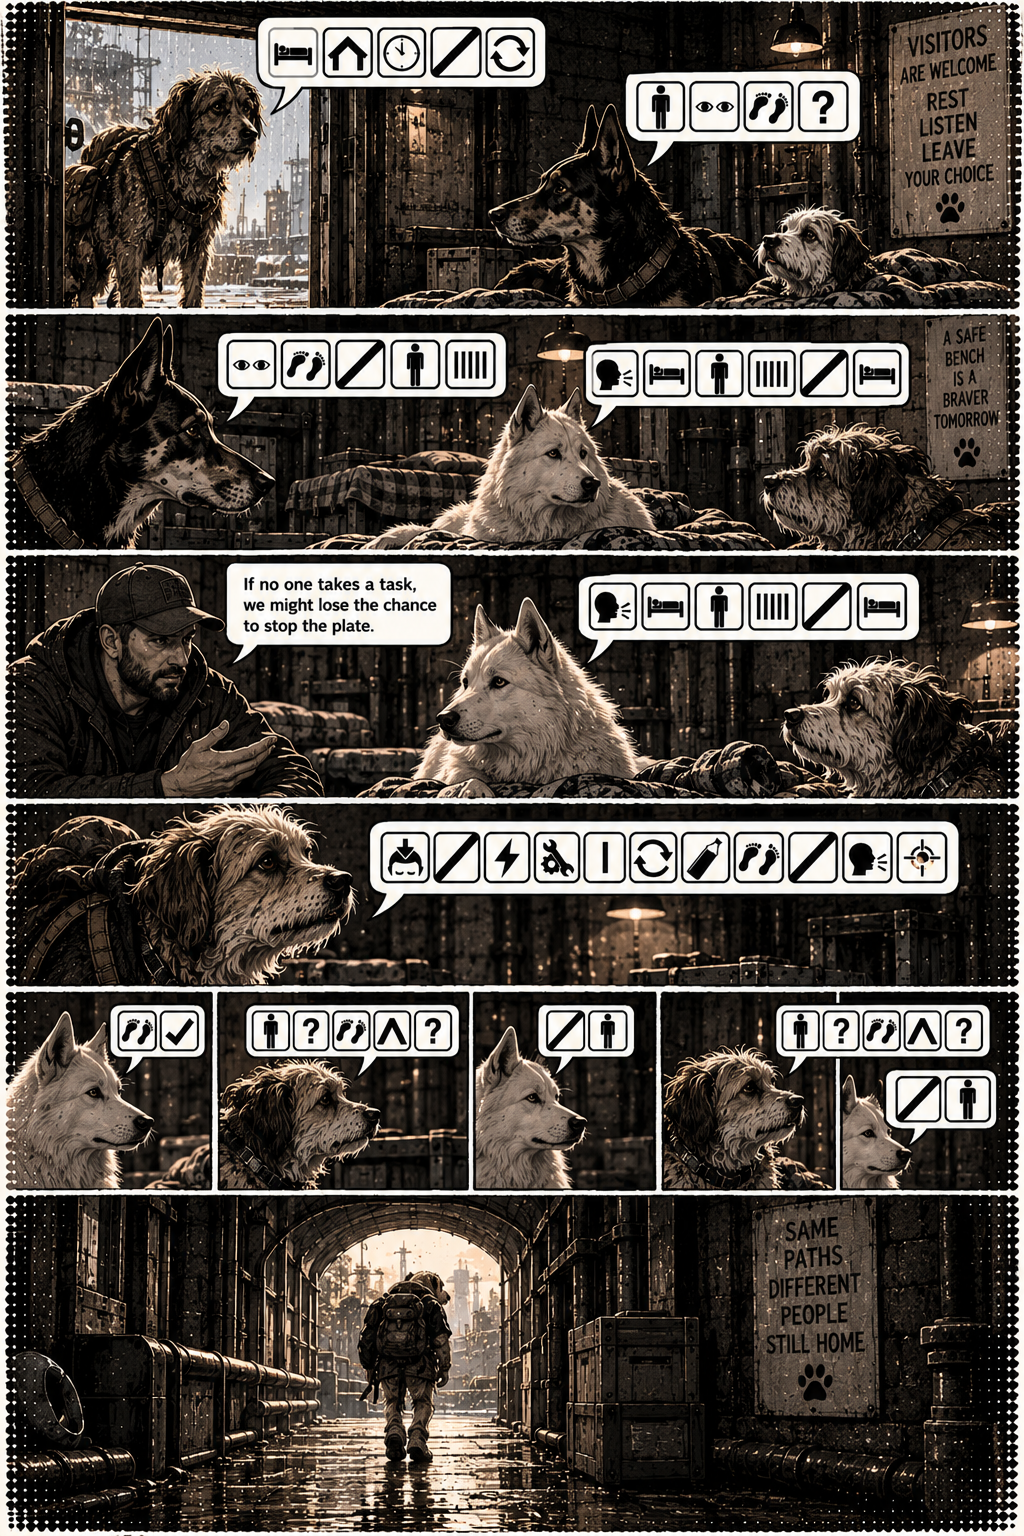 VISITORS
ARE WELCOME
REST
LISTEN
LEAVE
YOUR CHOICE
?
A SAFE
BENCH
IS A
BRAVER
TOMORROW
If no one takes a task,
we might lose the chance
to stop the plate.
? ?
? ?
SAME
PATHS
DIFFERENT
PEOPLE
STILL HOME